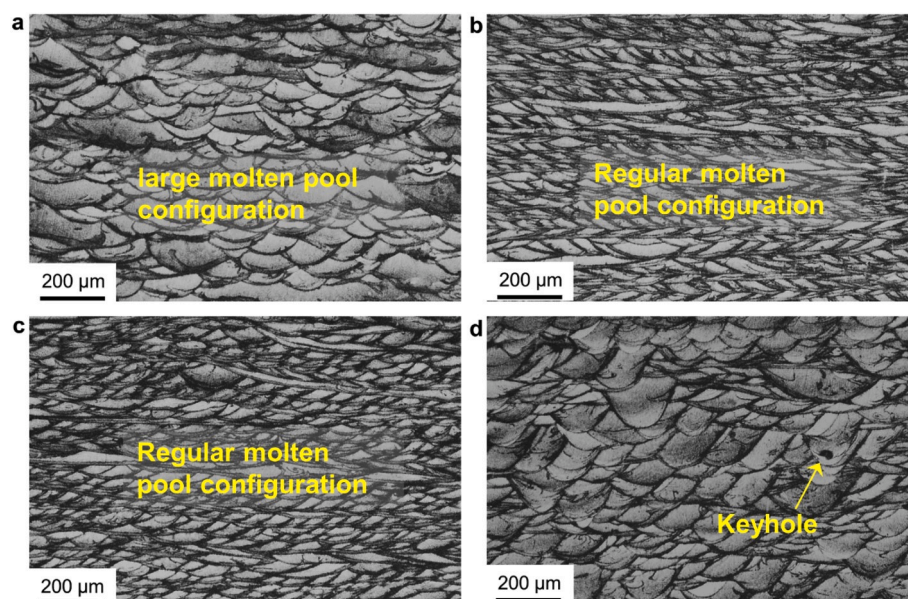 a
large molten pool
configuration
200 µm
b
Regular molten
pool configuration
200 µm
c
Regular molten
pool configuration
200 µm
d
Keyhole
200 µm